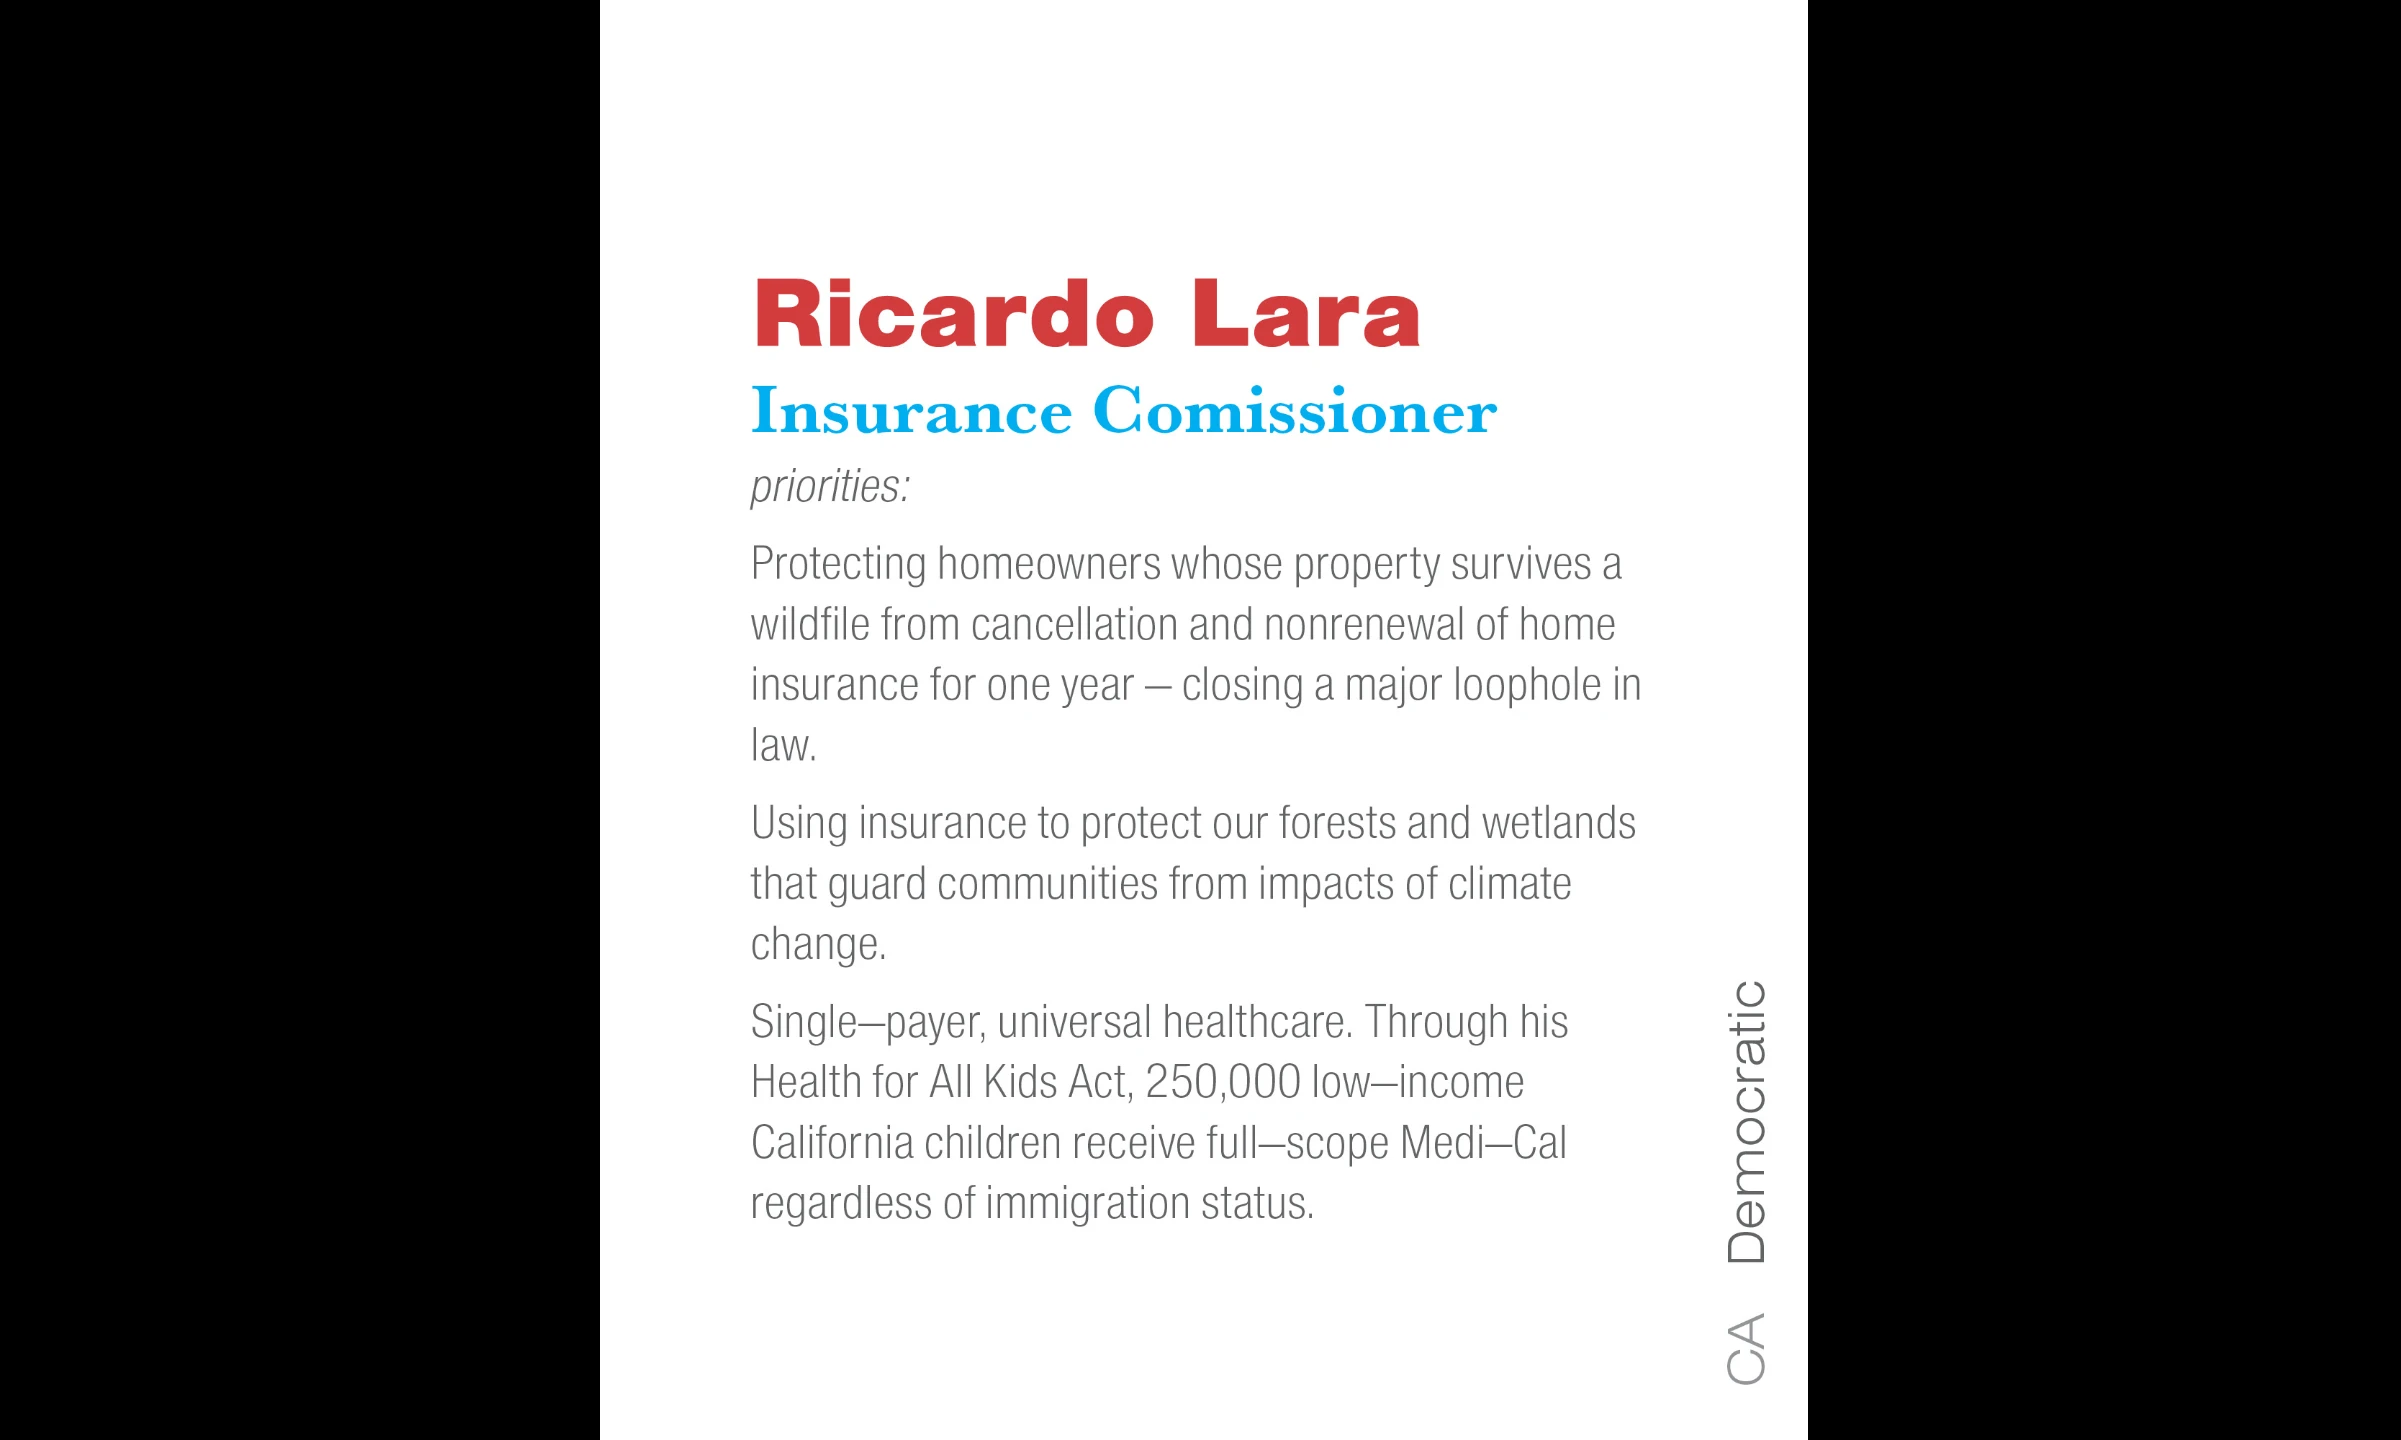 Ricardo Lara
Insurance Comissioner
priorities:
Protecting homeowners whose property survives a
wildfile from cancellation and nonrenewal of home
insurance for one year – closing a major loophole in
law.
Using insurance to protect our forests and wetlands
that guard communities from impacts of climate
change.
Single–payer, universal healthcare. Through his
Health for All Kids Act, 250,000 low–income
California children receive full–scope Medi–Cal
regardless of immigration status.
CA Democratic